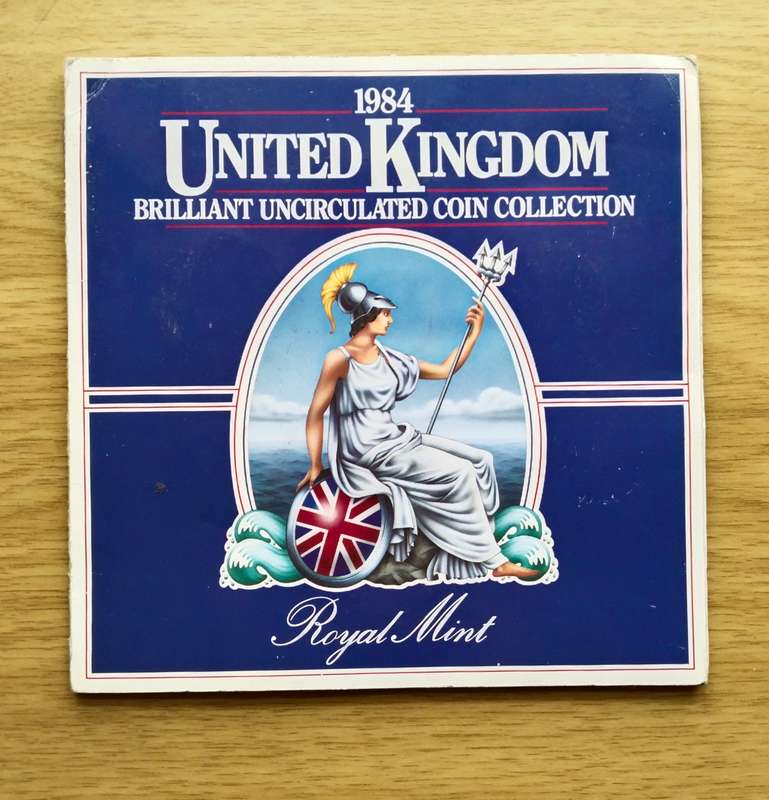 1984
UNITED KINGDOM
BRILLIANT UNCIRCULATED COIN COLLECTION
Royal Mint